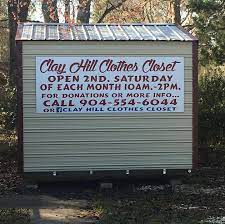 Clay Hill Clothes Closet
OPEN 2ND. SATURDAY
OF EACH MONTH 10AM.-2PM.
FOR DONATIONS OR MORE INFO...
CALL 904-554-6044
OR f CLAY HILL CLOTHES CLOSET